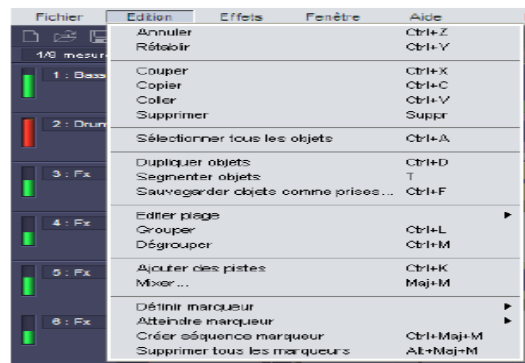 Fichier Edition Effets Fenêtre Aide
1/8 mesur
1 : Bass
2 : Drum
3 : Fx
4 : Fx
5 : Fx
6 : Fx
Annuler Ctrl+Z
Rétablir Ctrl+Y
Couper Ctrl+X
Copier Ctrl+C
Coller Ctrl+V
Supprimer Suppr
Sélectionner tous les objets Ctrl+A
Dupliquer objets Ctrl+D
Segmenter objets T
Sauvegarder objets comme prises... Ctrl+F
Editer plage
Grouper Ctrl+L
Dégrouper Ctrl+M
Ajouter des pistes Ctrl+K
Mixer... Maj+M
Définir marqueur
Atteindre marqueur
Créer séquence marqueur Ctrl+Maj+M
Supprimer tous les marqueurs Alt+Maj+M